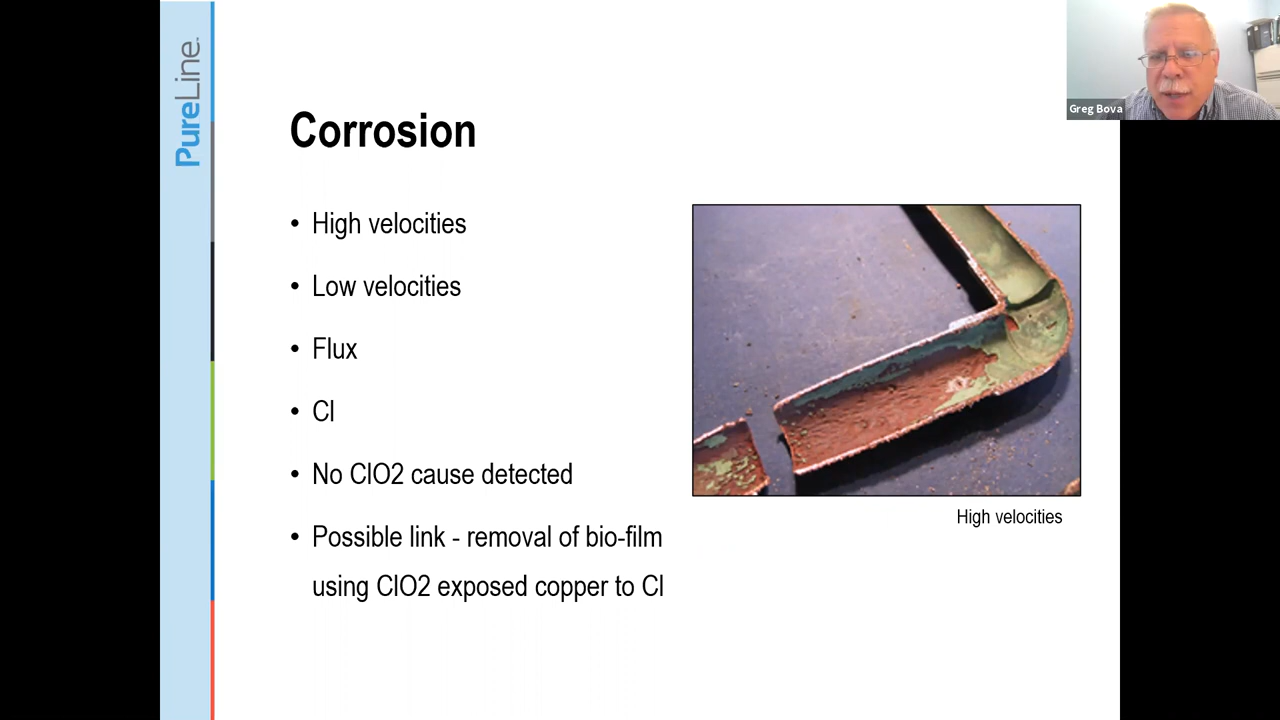 PureLine
Greg Bova
Corrosion
• High velocities
• Low velocities
• Flux
• Cl
• No ClO2 cause detected
• Possible link - removal of bio-film
using ClO2 exposed copper to Cl
High velocities